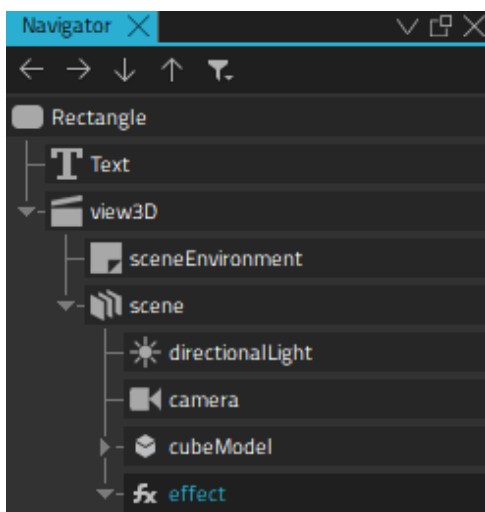 Navigator
Rectangle
Text
view3D
sceneEnvironment
scene
directionalLight
camera
cubeModel
effect